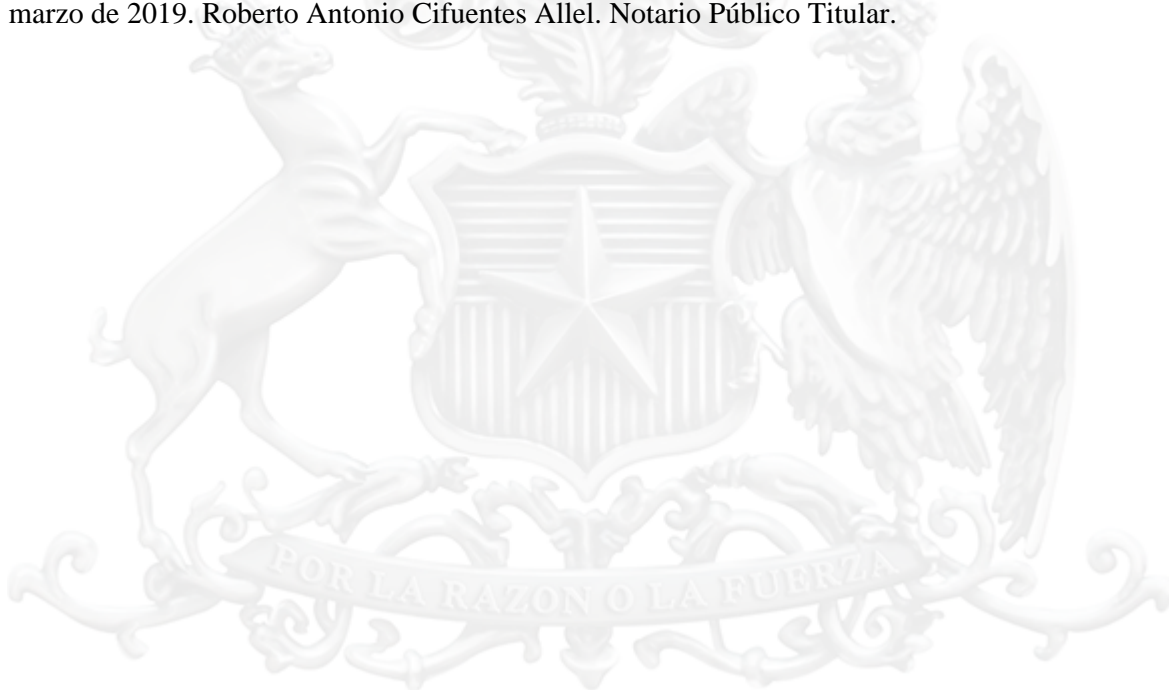 marzo de 2019. Roberto Antonio Cifuentes Allel. Notario Público Titular.
POR LA RAZON O LA FUERZA